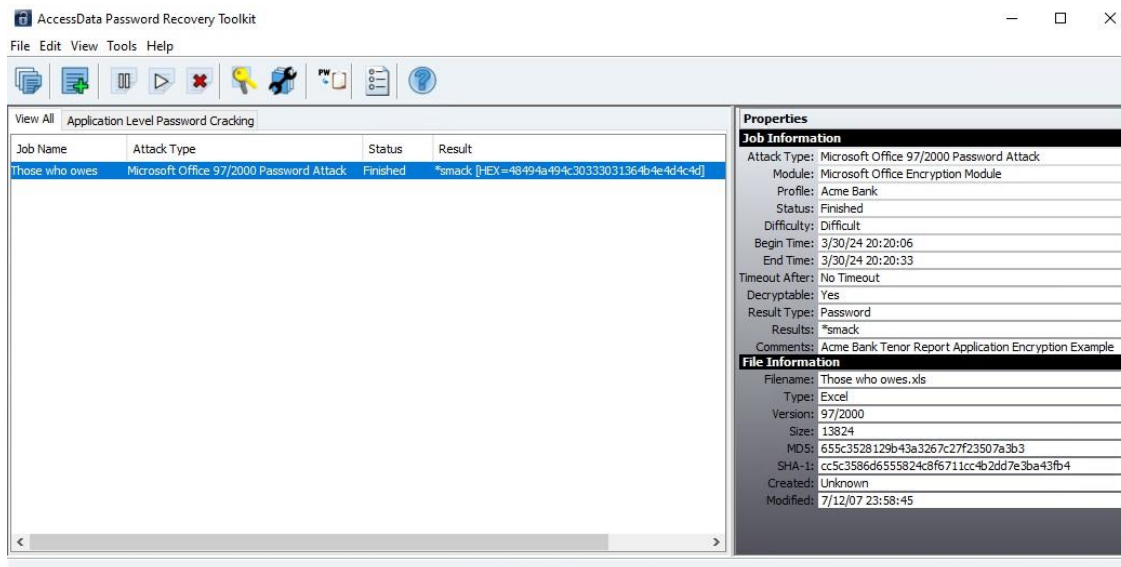 AccessData Password Recovery Toolkit
File Edit View Tools Help
PW
View All Application Level Password Cracking
Job Name Attack Type Status Result
Those who owes Microsoft Office 97/2000 Password Attack Finished *smack [HEX=48494a494c30333031364b4e4d4c4d]
Properties
Job Information
Attack Type: Microsoft Office 97/2000 Password Attack
Module: Microsoft Office Encryption Module
Profile: Acme Bank
Status: Finished
Difficulty: Difficult
Begin Time: 3/30/24 20:20:06
End Time: 3/30/24 20:20:33
Timeout After: No Timeout
Decryptable: Yes
Result Type: Password
Results: *smack
Comments: Acme Bank Tenor Report Application Encryption Example
File Information
Filename: Those who owes.xls
Type: Excel
Version: 97/2000
Size: 13824
MD5: 655c3528129b43a3267c27f23507a3b3
SHA-1: cc5c3586d6555824c8f6711cc4b2dd7e3ba43fb4
Created: Unknown
Modified: 7/12/07 23:58:45